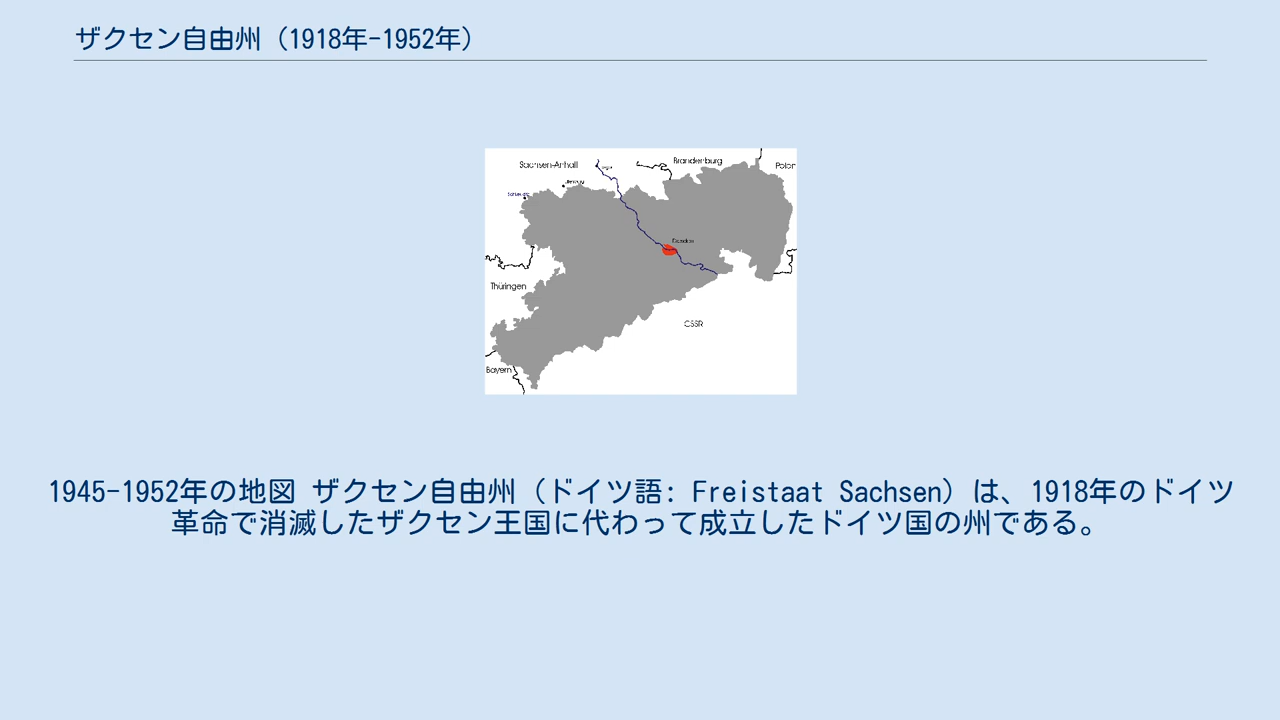 ザクセン自由州（1918年-1952年）
Sachsen-Anhalt
Brandenburg
Polen
Dresden
Thüringen
CSSR
Bayern
1945-1952年の地図 ザクセン自由州（ドイツ語: Freistaat Sachsen）は、1918年のドイツ
革命で消滅したザクセン王国に代わって成立したドイツ国の州である。